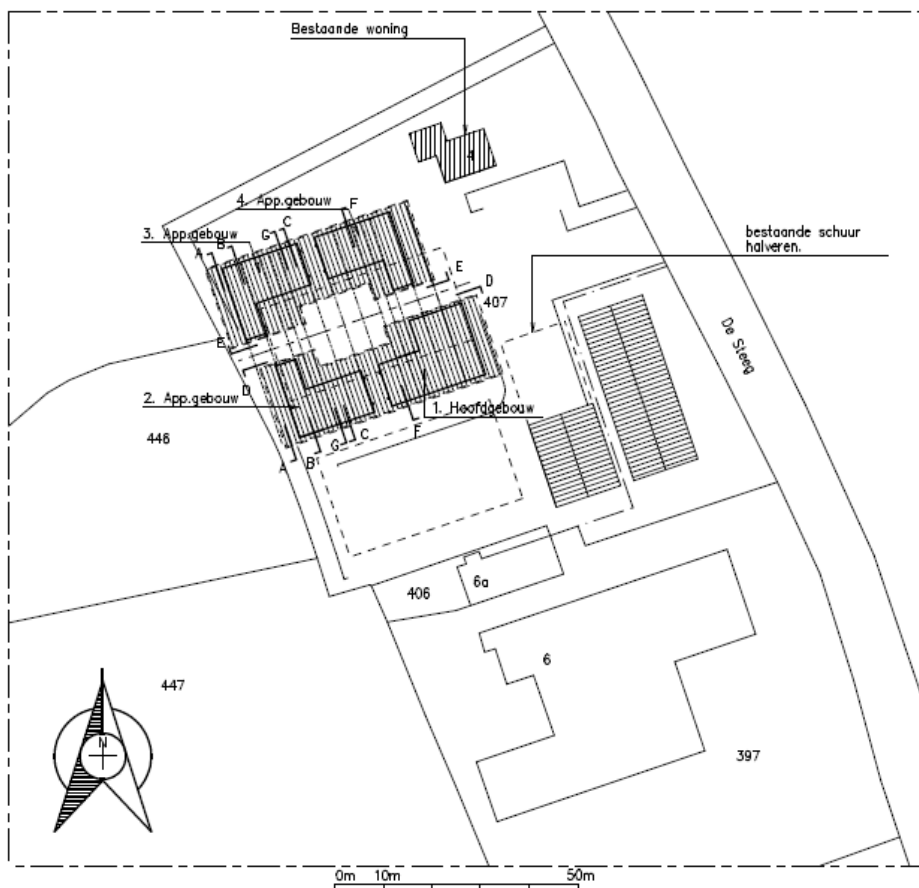 Bestaande woning
4
4. App.gebouw
F
C
G
3. App.gebouw
B
A
bestaande schuur
halveren.
E
D
407
De Steeg
E
D
2. App.gebouw
1. Hoofdgebouw
F
446
G
C
B
A
406
6a
6
447
N
397
0m 10m 50m